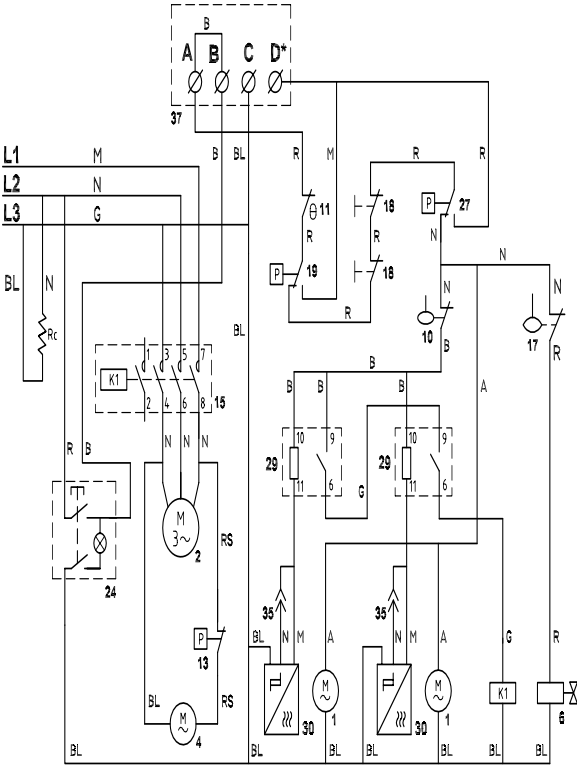 B
A B C D*
37
B BL R M R R
L1 M
L2 N
L3 G
θ 11
18
P 27
R R N
P 19
18
N
BL N
Rc
BL
R
N
N
10
17
B
R
B
A
K1
1 3 5 7
2 4 6 8
15
B B B
R B
N N N
29
10 9
11 6
29
10 9
11 6
G
M
3~
2
24
RS
35
35
P
13
BL N M A
N M A
G
R
BL
RS
M
~
4
30
M
~
1
30
M
~
1
K1
6
BL BL BL BL BL BL BL